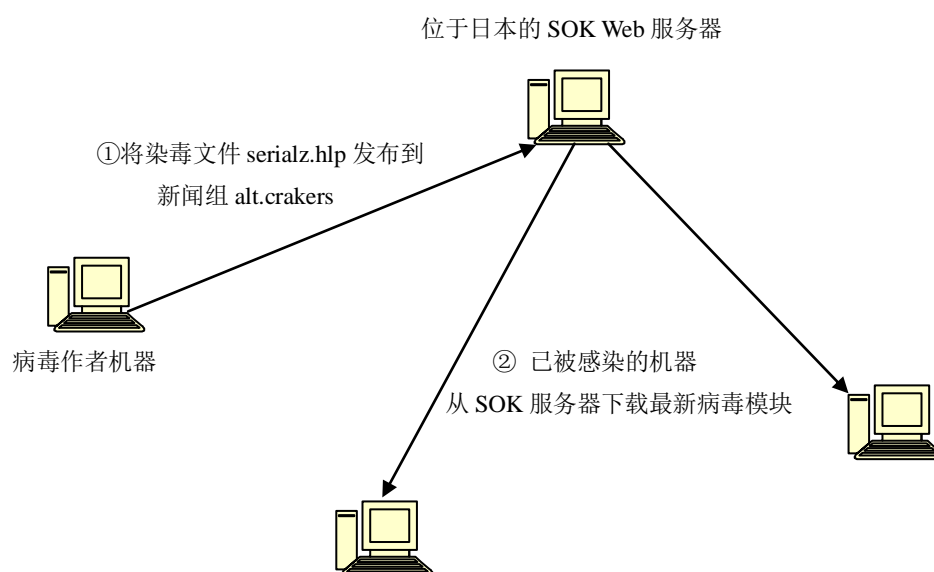 位于日本的 SOK Web 服务器
①将染毒文件 serialz.hlp 发布到
新闻组 alt.crakers
病毒作者机器
② 已被感染的机器
从 SOK 服务器下载最新病毒模块